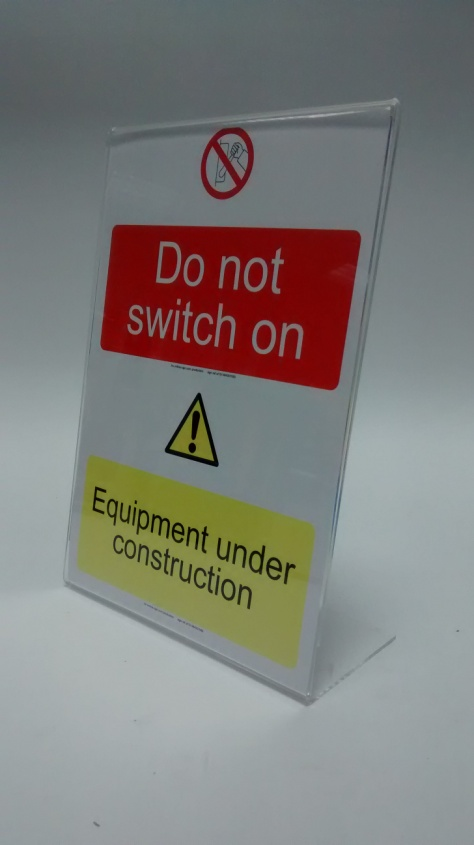 Do not
switch on
Equipment under
construction